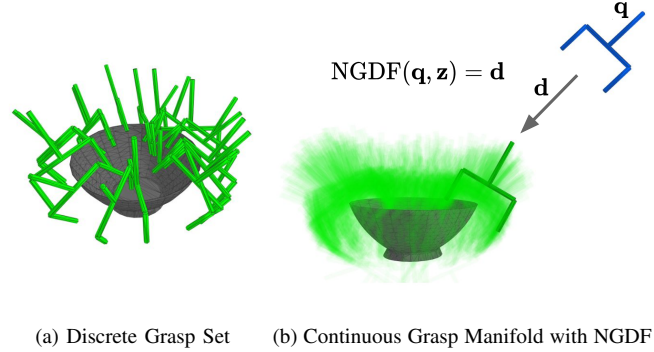 q
NGDF(q, z) = d
d
(a) Discrete Grasp Set
(b) Continuous Grasp Manifold with NGDF